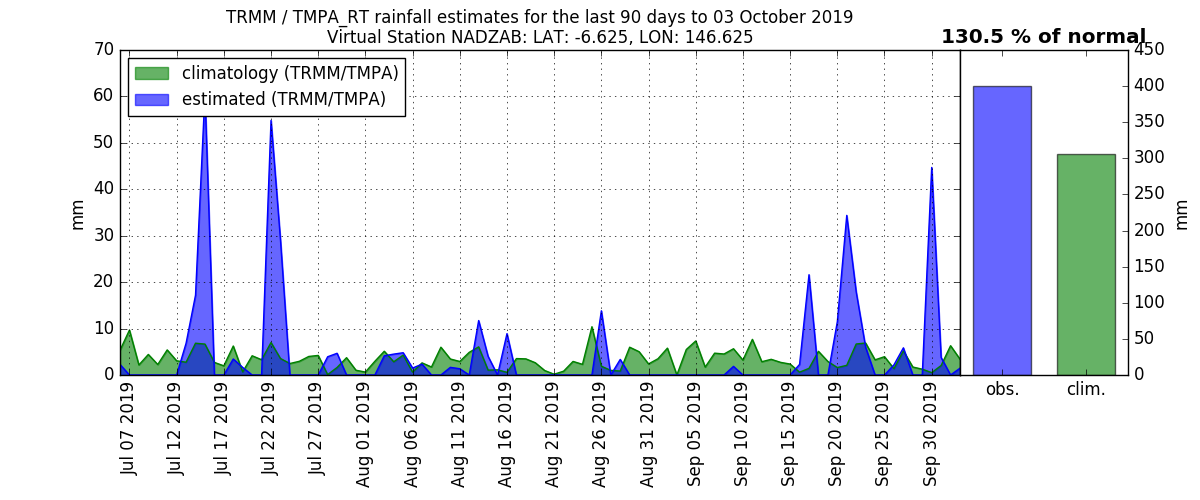 TRMM / TMPA_RT rainfall estimates for the last 90 days to 03 October 2019
Virtual Station NADZAB: LAT: -6.625, LON: 146.625
130.5 % of normal
climatology (TRMM/TMPA)
estimated (TRMM/TMPA)
mm
70
60
50
40
30
20
10
0
Jul 07 2019
Jul 12 2019
Jul 17 2019
Jul 22 2019
Jul 27 2019
Aug 01 2019
Aug 06 2019
Aug 11 2019
Aug 16 2019
Aug 21 2019
Aug 26 2019
Aug 31 2019
Sep 05 2019
Sep 10 2019
Sep 15 2019
Sep 20 2019
Sep 25 2019
Sep 30 2019
obs.
clim.
450
400
350
300
250
200
150
100
50
0
mm